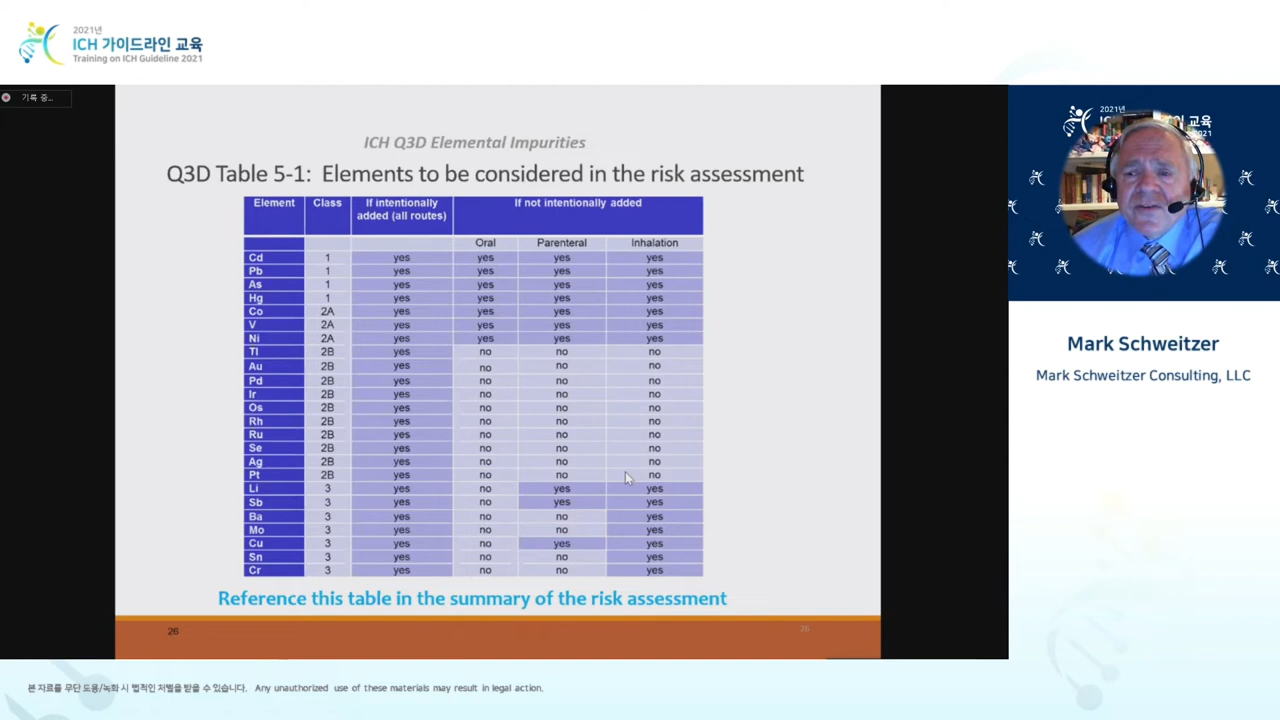 2021년
ICH 가이드라인 교육
Training on ICH Guideline 2021
기록 중...
ICH Q3D Elemental Impurities
Q3D Table 5-1: Elements to be considered in the risk assessment
Element Class If intentionally added (all routes) If not intentionally added
Oral Parenteral Inhalation
Cd 1 yes yes yes yes
Pb 1 yes yes yes yes
As 1 yes yes yes yes
Hg 1 yes yes yes yes
Co 2A yes yes yes yes
V 2A yes yes yes yes
Ni 2A yes yes yes yes
Tl 2B yes no no no
Au 2B yes no no no
Pd 2B yes no no no
Ir 2B yes no no no
Os 2B yes no no no
Rh 2B yes no no no
Ru 2B yes no no no
Se 2B yes no no no
Ag 2B yes no no no
Pt 2B yes no no no
Li 3 yes no yes yes
Sb 3 yes no yes yes
Ba 3 yes no no yes
Mo 3 yes no no yes
Cu 3 yes no yes yes
Sn 3 yes no no yes
Cr 3 yes no no yes
Reference this table in the summary of the risk assessment
26
26
2021년
교육
2021
Mark Schweitzer
Mark Schweitzer Consulting, LLC
본 자료를 무단 도용/녹화 시 법적인 처벌을 받을 수 있습니다. Any unauthorized use of these materials may result in legal action.